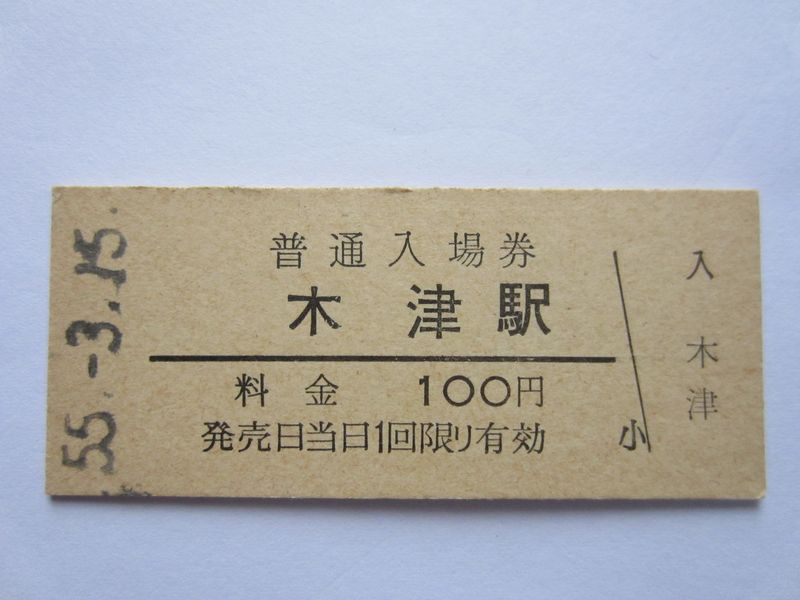 55.-3.15.
普通入場券
木津駅
料金 100円
発売日当日1回限り有効
小
入
木津